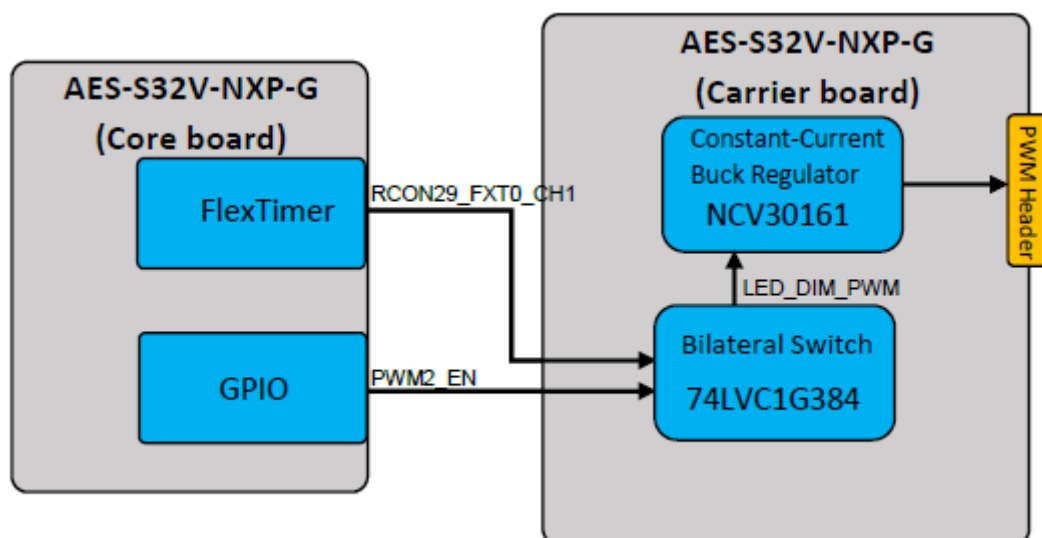 AES-S32V-NXP-G
(Core board)
FlexTimer
GPIO
RCON29_FXT0_CH1
PWM2_EN
AES-S32V-NXP-G
(Carrier board)
Constant-Current
Buck Regulator
NCV30161
LED_DIM_PWM
Bilateral Switch
74LVC1G384
PWM Header